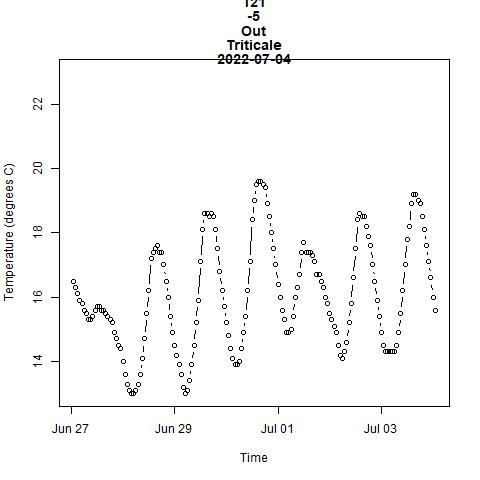 121
-5
Out
Triticale
2022-07-04
22
20
18
16
14
Temperature (degrees C)
Jun 27
Jun 29
Jul 01
Jul 03
Time